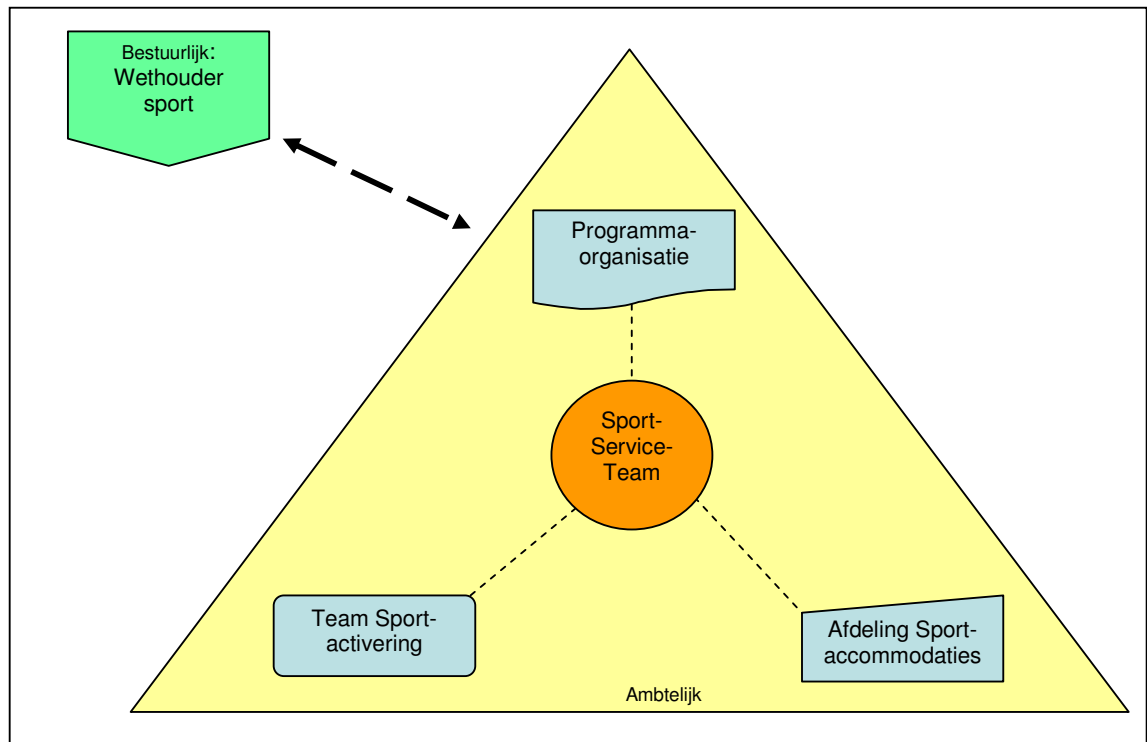 Bestuurlijk:
Wethouder
sport
Programma-
organisatie
Sport-
Service-
Team
Team Sport-
activering
Afdeling Sport-
accommodaties
Ambtelijk